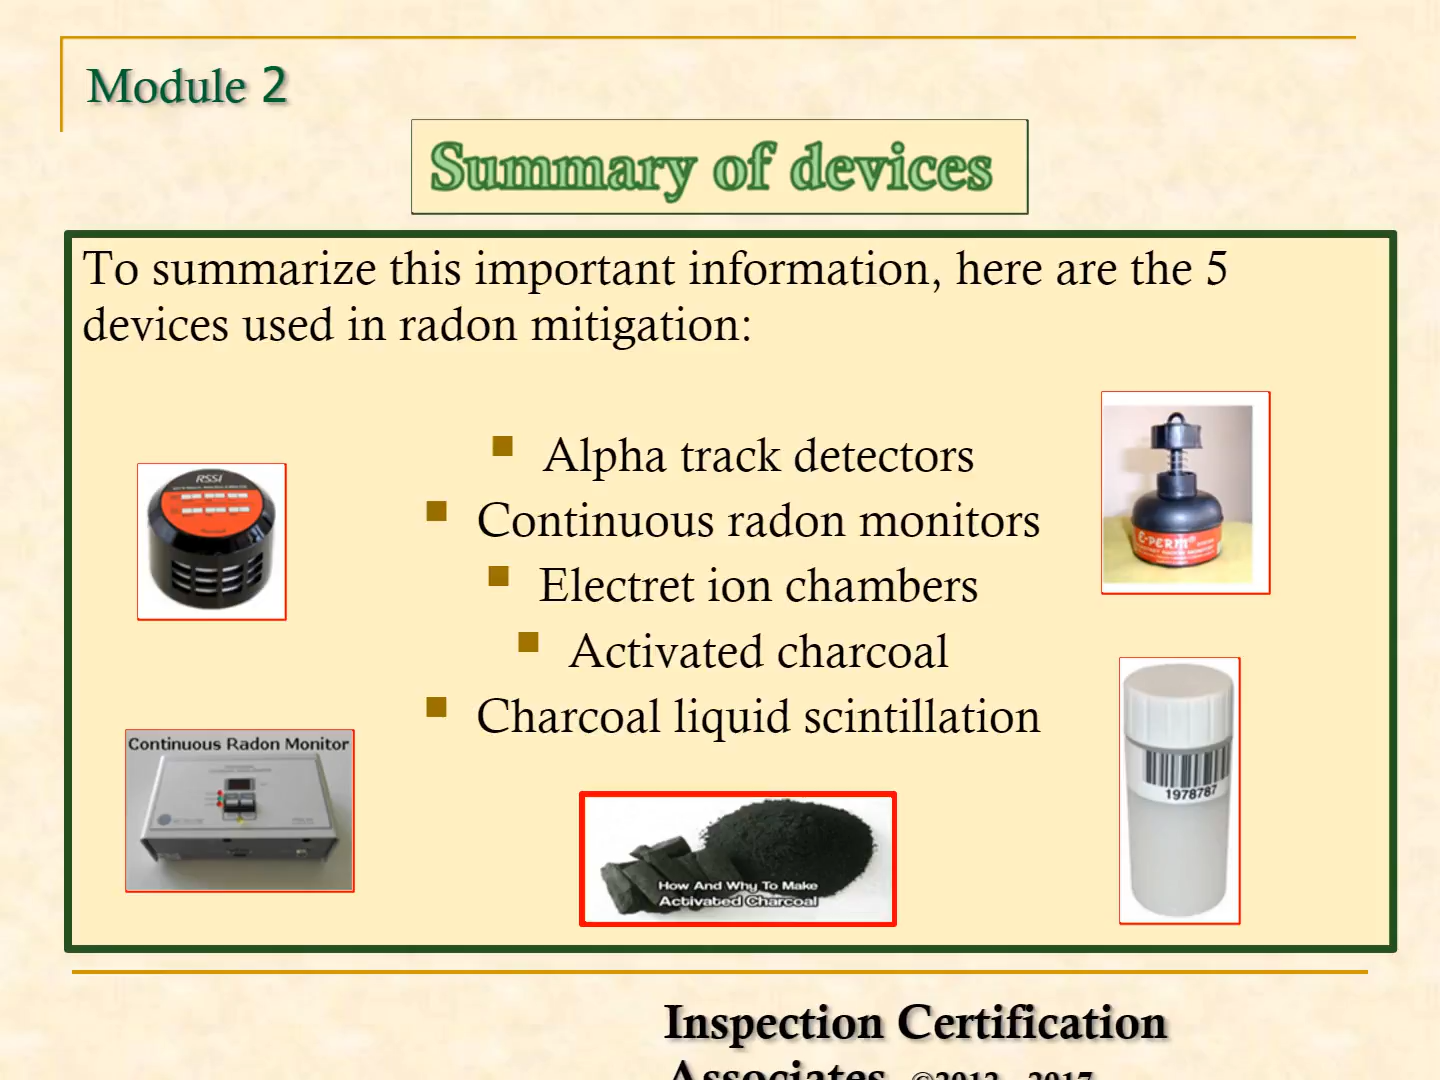 Module 2
Summary of devices
To summarize this important information, here are the 5
devices used in radon mitigation:
Alpha track detectors
Continuous radon monitors
Electret ion chambers
Activated charcoal
Charcoal liquid scintillation
RSSI
E-PERM®
Continuous Radon Monitor
1978787
How And Why To Make
Activated Charcoal
Inspection Certification
Associates ©2012 - 2017